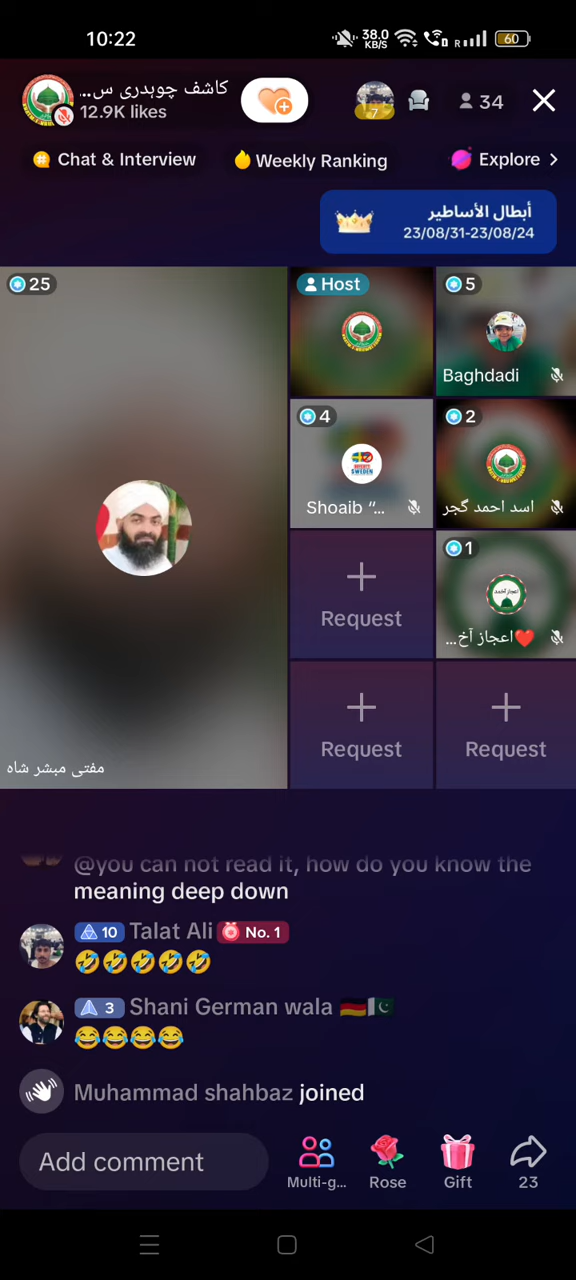 10:22
38.0
KB/S
R
60
کاشف چوہدری س...
12.9K likes
7
34
Chat & Interview
Weekly Ranking
Explore >
أبطال الأساطير
23/08/31-23/08/24
25
مفتی مبشر شاہ
Host
5
Baghdadi
4
BOYCOTT
SWEDEN
Shoaib “...
2
اسد احمد گجر
Request
1
اعجاز آخ...
Request
Request
@you can not read it, how do you know the
meaning deep down
10 Talat Ali No. 1
🤣🤣🤣🤣🤣
3 Shani German wala 🇩🇪🇵🇰
😂😂😂😂
Muhammad shahbaz joined
Add comment
Multi-g...
Rose
Gift
23